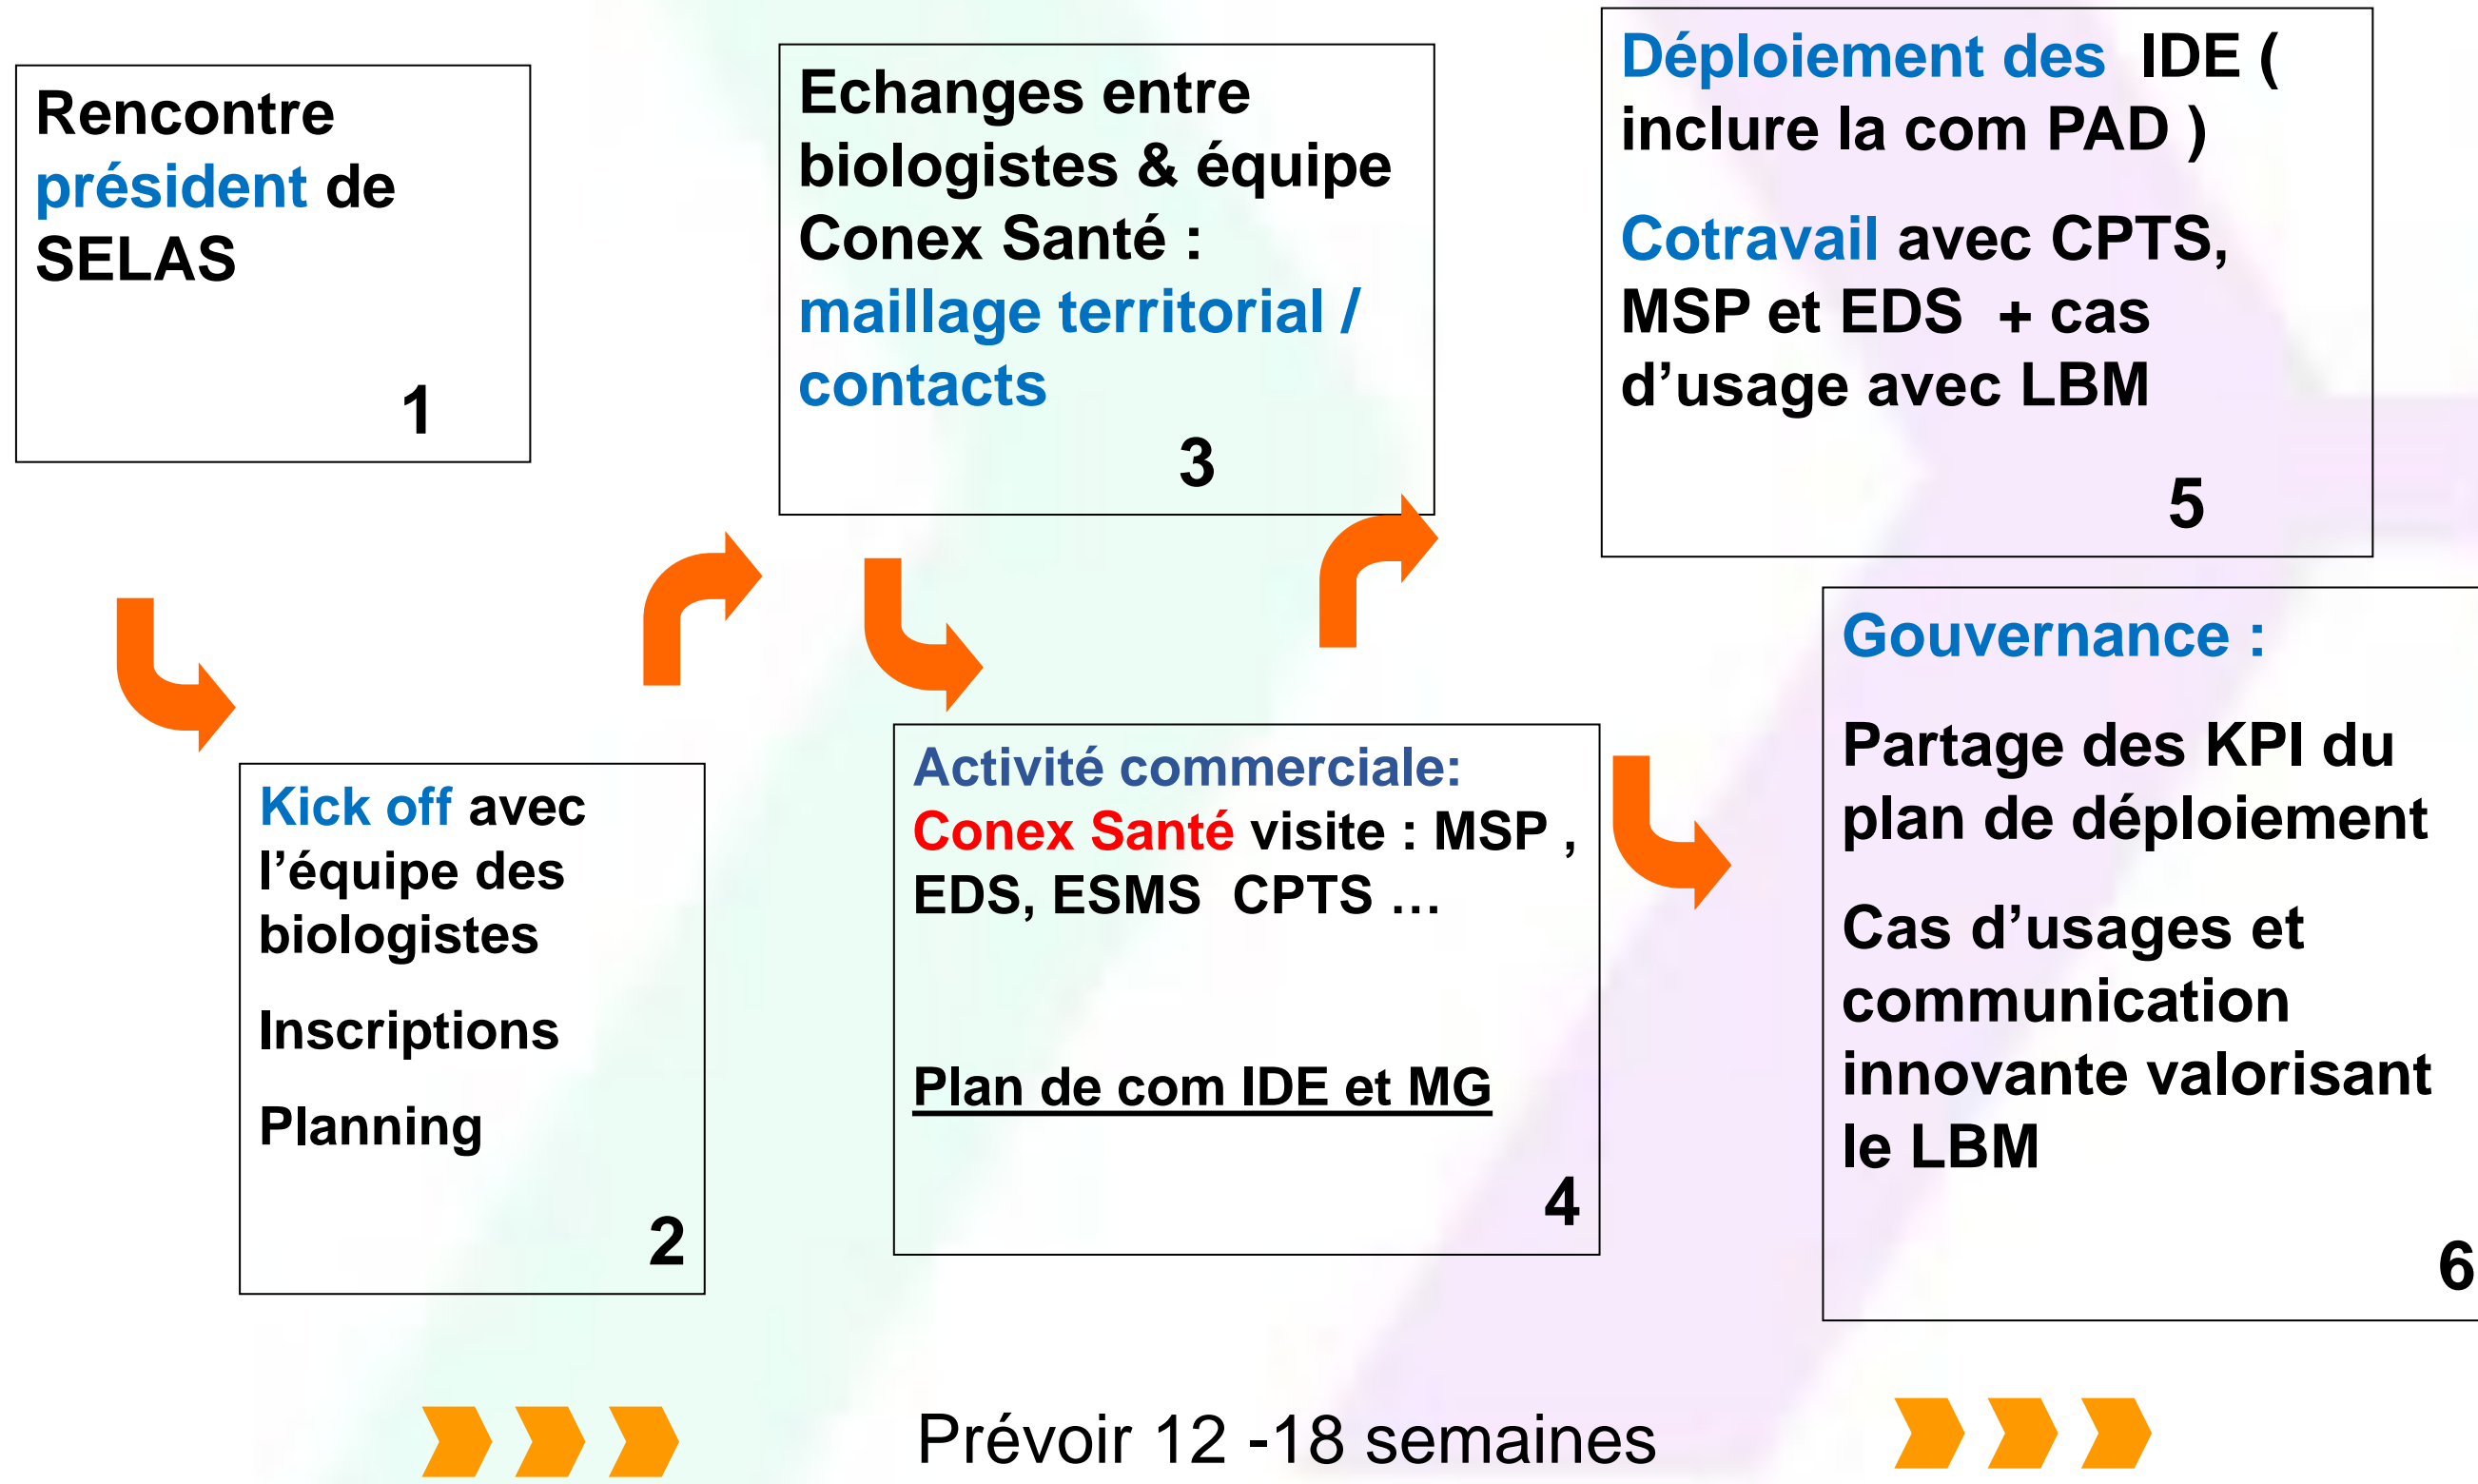 Rencontre
président de
SELAS
1
Kick off avec
l’équipe des
biologistes
Inscriptions
Planning
2
Echanges entre
biologistes & équipe
Conex Santé :
maillage territorial /
contacts
3
Activité commerciale:
Conex Santé visite : MSP ,
EDS, ESMS  CPTS …
Plan de com IDE et MG
4
Déploiement des  IDE (
inclure la com PAD )
Cotravail avec CPTS,
MSP et EDS  + cas
d’usage avec LBM
5
Gouvernance :
Partage des KPI du
plan de déploiement
Cas d’usages et
communication
innovante valorisant
le LBM
6
Prévoir 12 -18 semaines